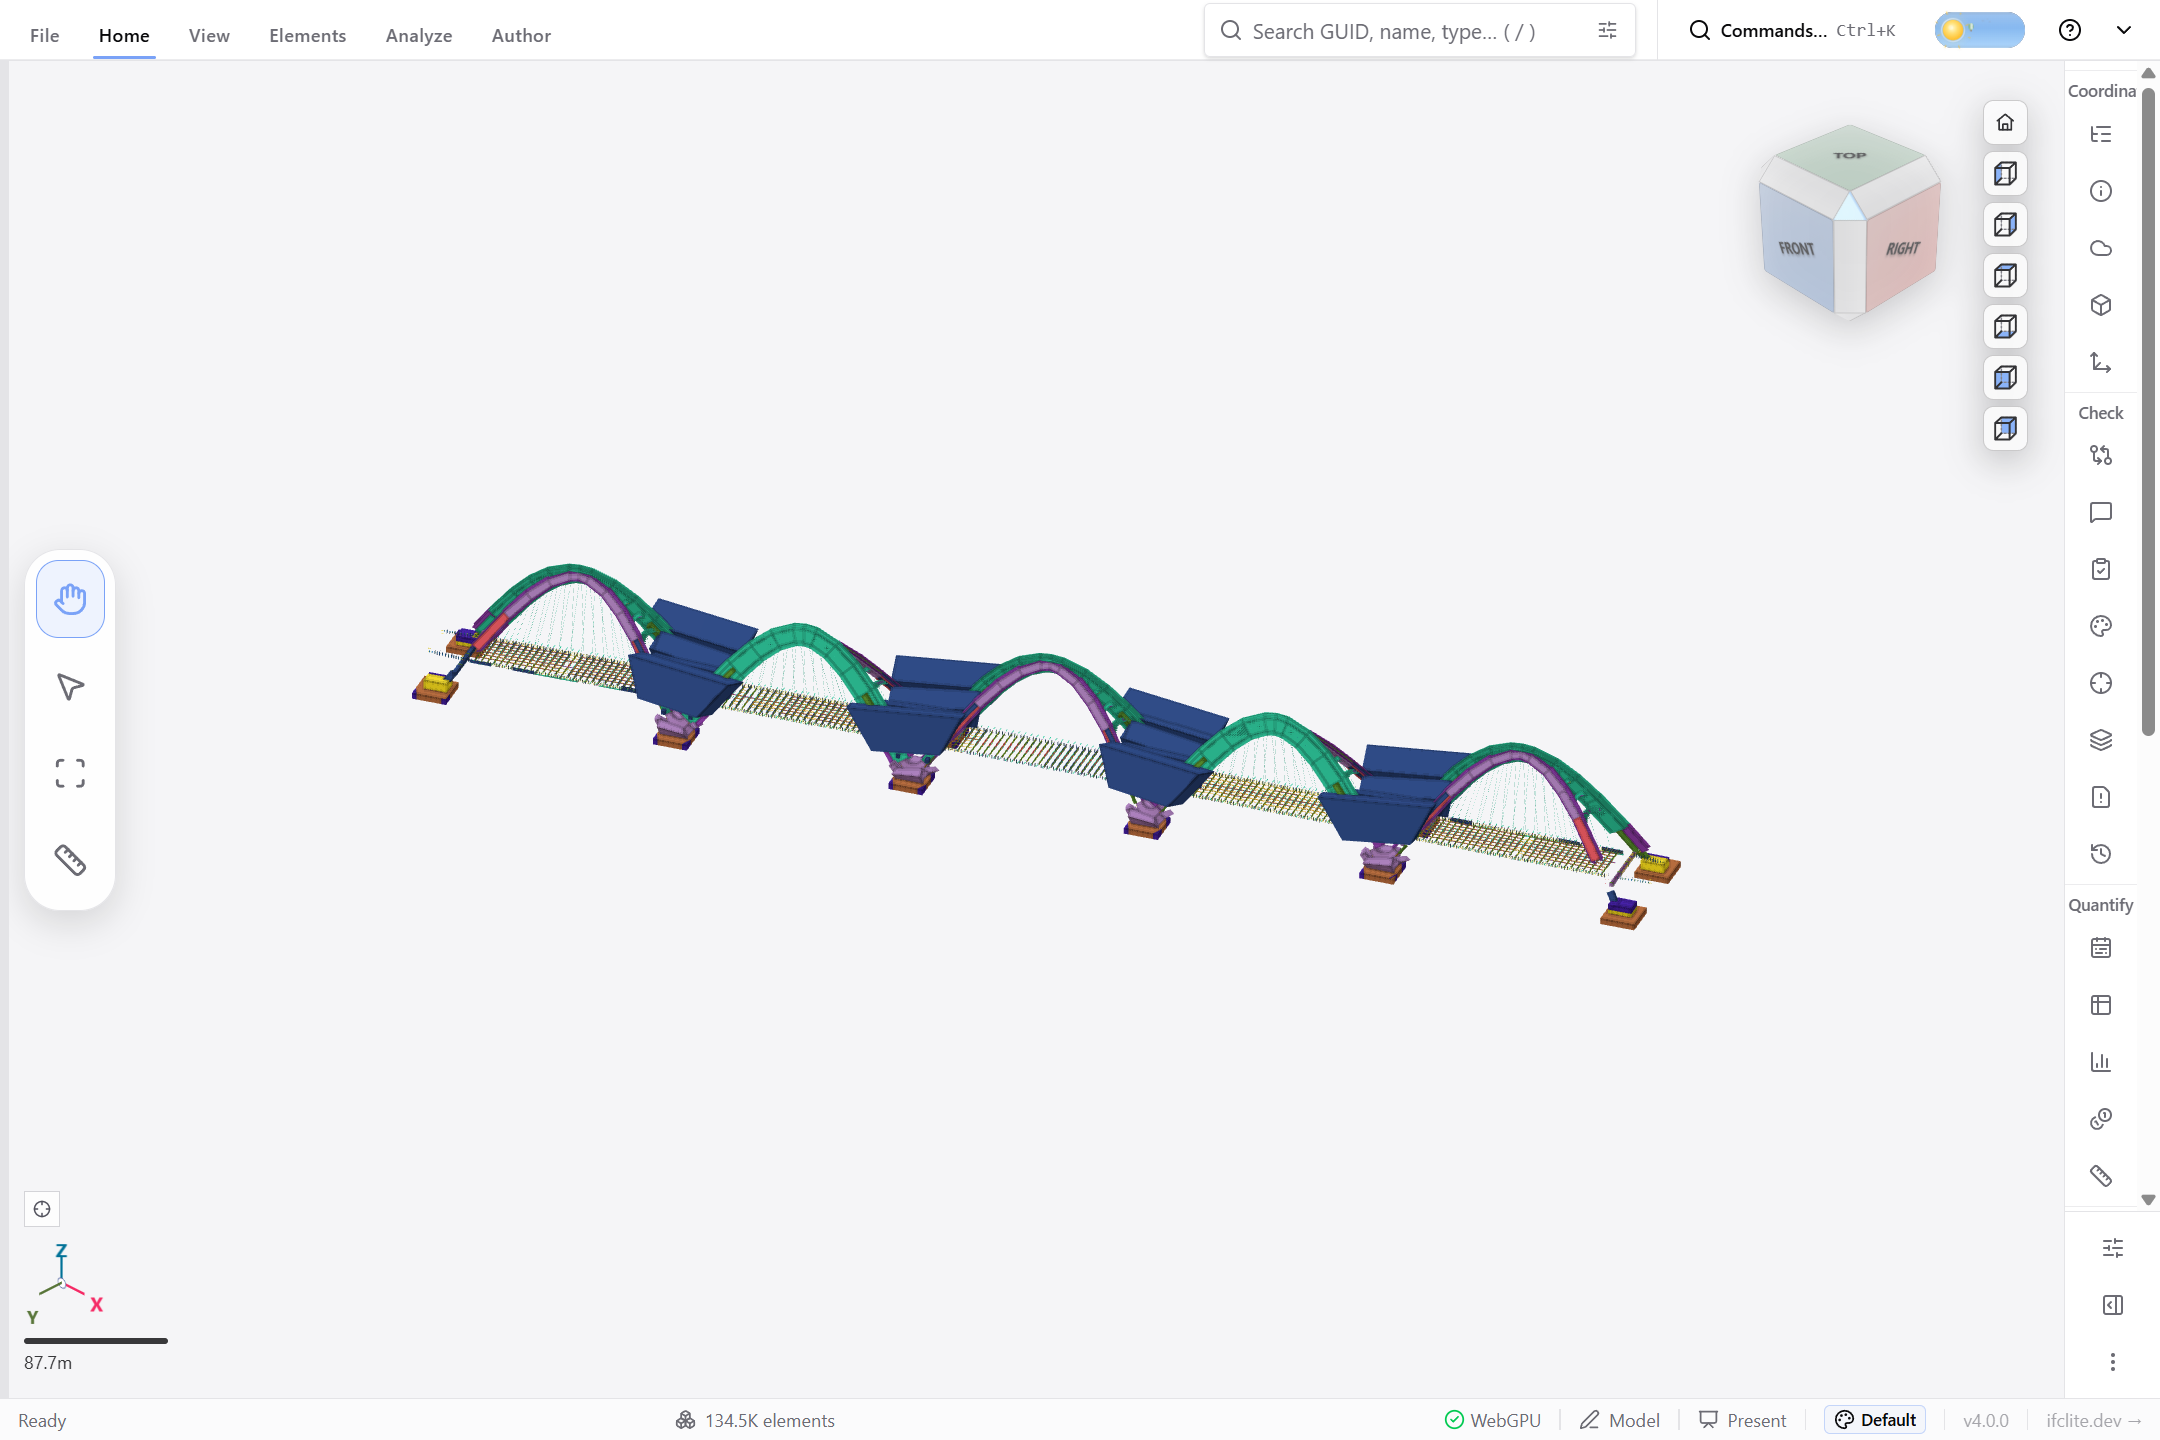 File Home View Elements Analyze Author
Search GUID, name, type... ( / )
Commands... Ctrl+K
Coordina
TOP
FRONT RIGHT
Check
Quantify
Z
X
Y
87.7m
Ready
134.5K elements
WebGPU
Model
Present
Default
v4.0.0
ifclite.dev →